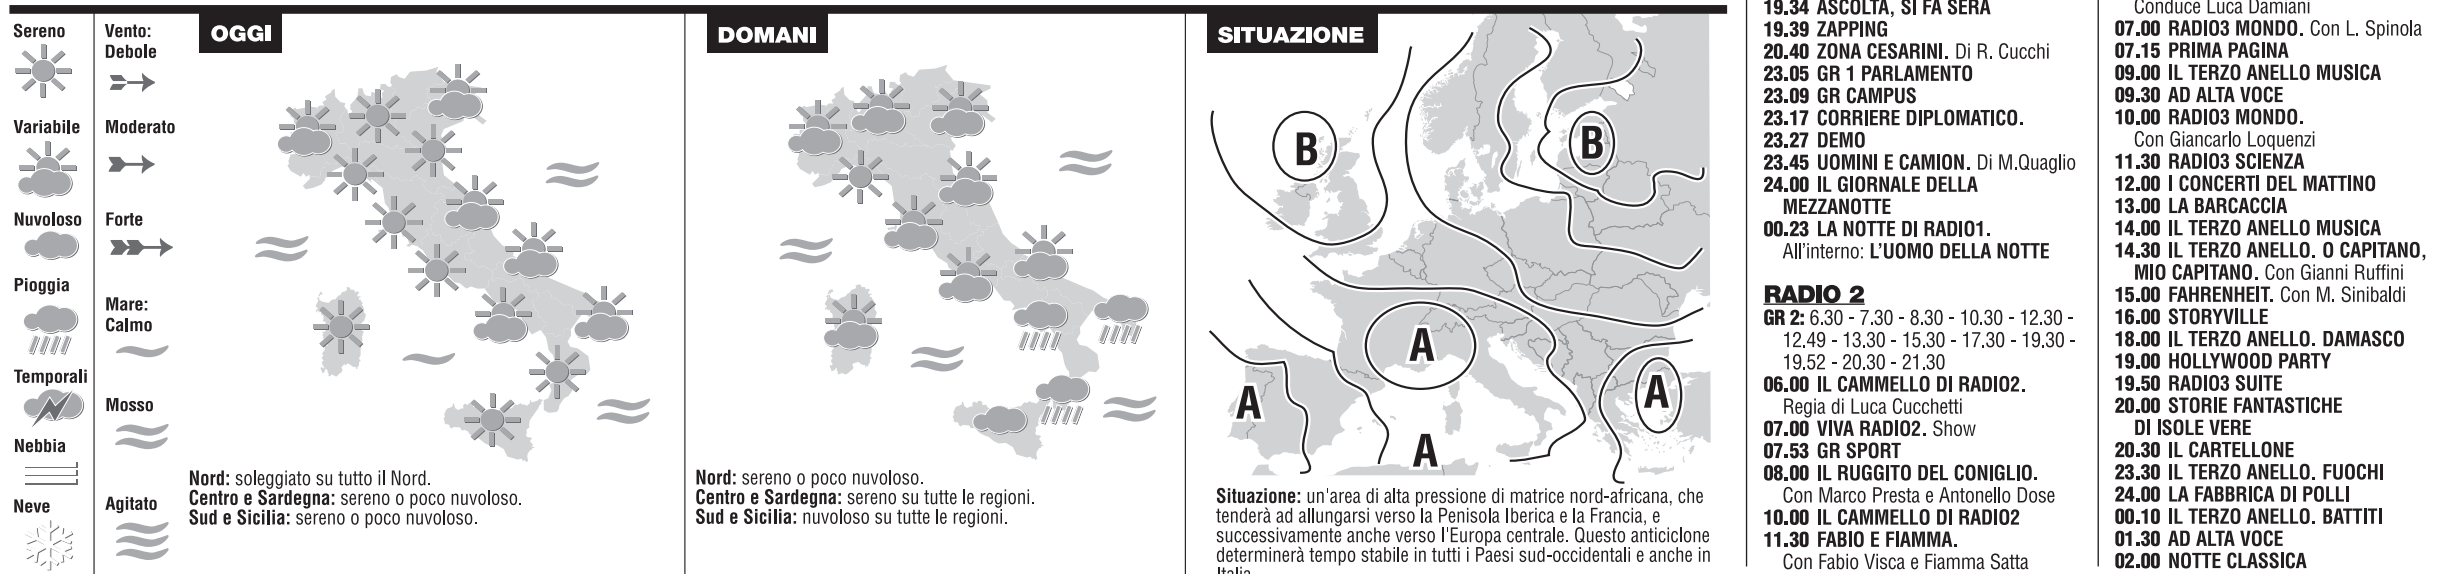 Sereno
Variabile
Nuvoloso
Pioggia
Temporali
Nebbia
Neve
Vento:
Debole
Moderato
Forte
Mare:
Calmo
Mosso
Agitato
OGGI
Nord: soleggiato su tutto il Nord.
Centro e Sardegna: sereno o poco nuvoloso.
Sud e Sicilia: sereno o poco nuvoloso.
DOMANI
Nord: sereno o poco nuvoloso.
Centro e Sardegna: sereno su tutte le regioni.
Sud e Sicilia: nuvoloso su tutte le regioni.
SITUAZIONE
B
B
A
A
A
A
Situazione: un'area di alta pressione di matrice nord-africana, che
tenderà ad allungarsi verso la Penisola Iberica e la Francia, e
successivamente anche verso l'Europa centrale. Questo anticiclone
determinerà tempo stabile in tutti i Paesi sud-occidentali e anche in
Italia
19.34 ASCOLTA, SI FA SERA
19.39 ZAPPING
20.40 ZONA CESARINI. Di R. Cucchi
23.05 GR 1 PARLAMENTO
23.09 GR CAMPUS
23.17 CORRIERE DIPLOMATICO.
23.27 DEMO
23.45 UOMINI E CAMION. Di M.Quaglio
24.00 IL GIORNALE DELLA
MEZZANOTTE
00.23 LA NOTTE DI RADIO1.
All'interno: L'UOMO DELLA NOTTE
RADIO 2
GR 2: 6.30 - 7.30 - 8.30 - 10.30 - 12.30 -
12.49 - 13.30 - 15.30 - 17.30 - 19.30 -
19.52 - 20.30 - 21.30
06.00 IL CAMMELLO DI RADIO2.
Regia di Luca Cucchetti
07.00 VIVA RADIO2. Show
07.53 GR SPORT
08.00 IL RUGGITO DEL CONIGLIO.
Con Marco Presta e Antonello Dose
10.00 IL CAMMELLO DI RADIO2
11.30 FABIO E FIAMMA.
Con Fabio Visca e Fiamma Satta
Conduce Luca Damiani
07.00 RADIO3 MONDO. Con L. Spinola
07.15 PRIMA PAGINA
09.00 IL TERZO ANELLO MUSICA
09.30 AD ALTA VOCE
10.00 RADIO3 MONDO.
Con Giancarlo Loquenzi
11.30 RADIO3 SCIENZA
12.00 I CONCERTI DEL MATTINO
13.00 LA BARCACCIA
14.00 IL TERZO ANELLO MUSICA
14.30 IL TERZO ANELLO. O CAPITANO,
MIO CAPITANO. Con Gianni Ruffini
15.00 FAHRENHEIT. Con M. Sinibaldi
16.00 STORYVILLE
18.00 IL TERZO ANELLO. DAMASCO
19.00 HOLLYWOOD PARTY
19.50 RADIO3 SUITE
20.00 STORIE FANTASTICHE
DI ISOLE VERE
20.30 IL CARTELLONE
23.30 IL TERZO ANELLO. FUOCHI
24.00 LA FABBRICA DI POLLI
00.10 IL TERZO ANELLO. BATTITI
01.30 AD ALTA VOCE
02.00 NOTTE CLASSICA